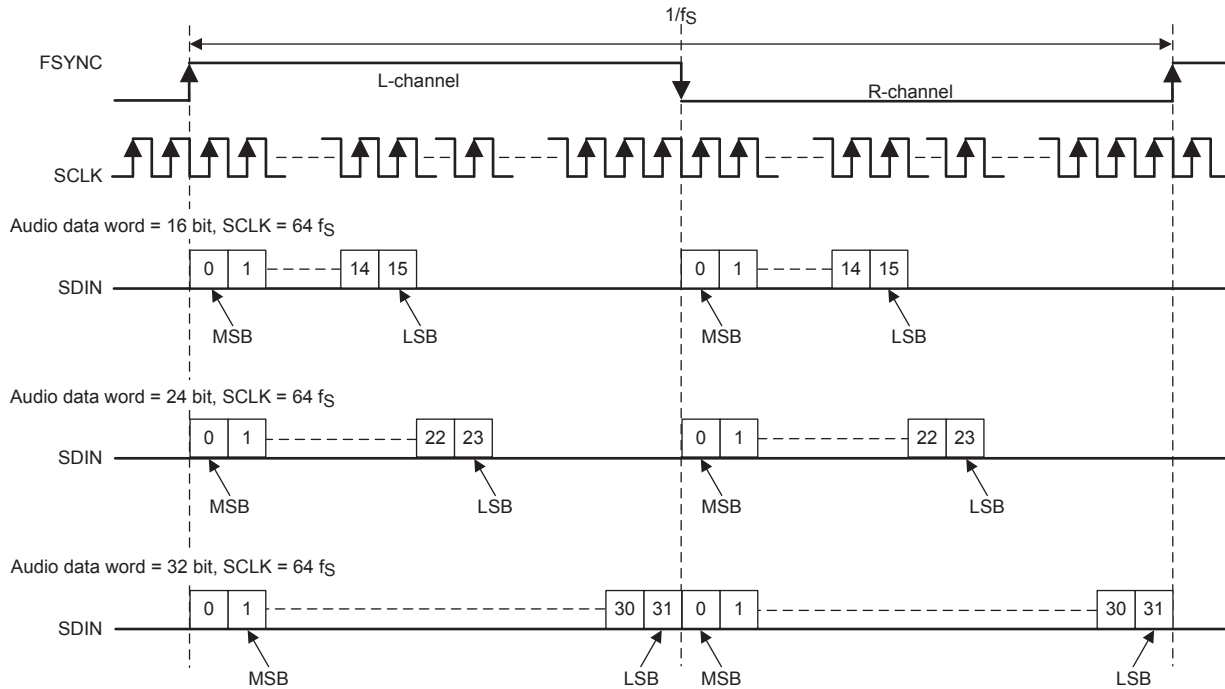 1/fS
FSYNC
L-channel
R-channel
SCLK
Audio data word = 16 bit, SCLK = 64 fS
0 1 14 15 0 1 14 15
SDIN
MSB LSB MSB LSB
Audio data word = 24 bit, SCLK = 64 fS
0 1 22 23 0 1 22 23
SDIN
MSB LSB MSB LSB
Audio data word = 32 bit, SCLK = 64 fS
0 1 30 31 0 1 30 31
SDIN
MSB LSB MSB LSB